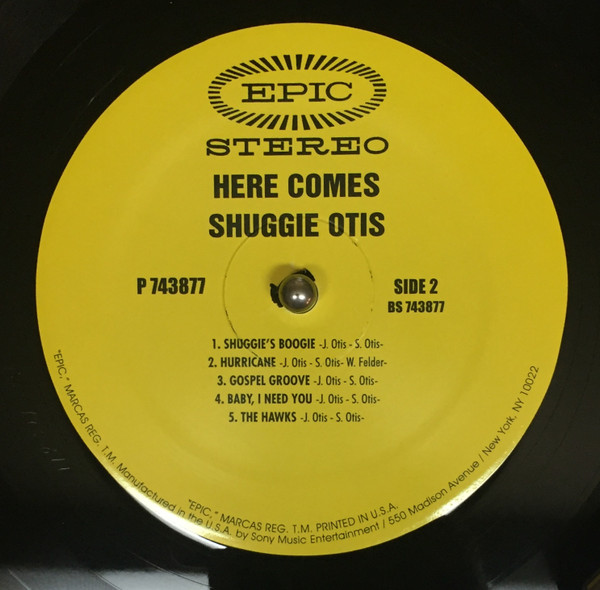 EPIC
STEREO
HERE COMES
SHUGGIE OTIS
P 743877
SIDE 2
BS 743877
1. SHUGGIE'S BOOGIE -J. Otis - S. Otis-
2. HURRICANE -J. Otis - S. Otis- W. Felder-
3. GOSPEL GROOVE -J. Otis - S. Otis-
4. BABY, I NEED YOU -J. Otis - S. Otis-
5. THE HAWKS -J. Otis - S. Otis-
"EPIC," MARCAS REG. T.M. PRINTED IN U.S.A.
"EPIC," MARCAS REG. T.M. Manufactured in the U.S.A. by Sony Music Entertainment / 550 Madison Avenue / New York, NY 10022